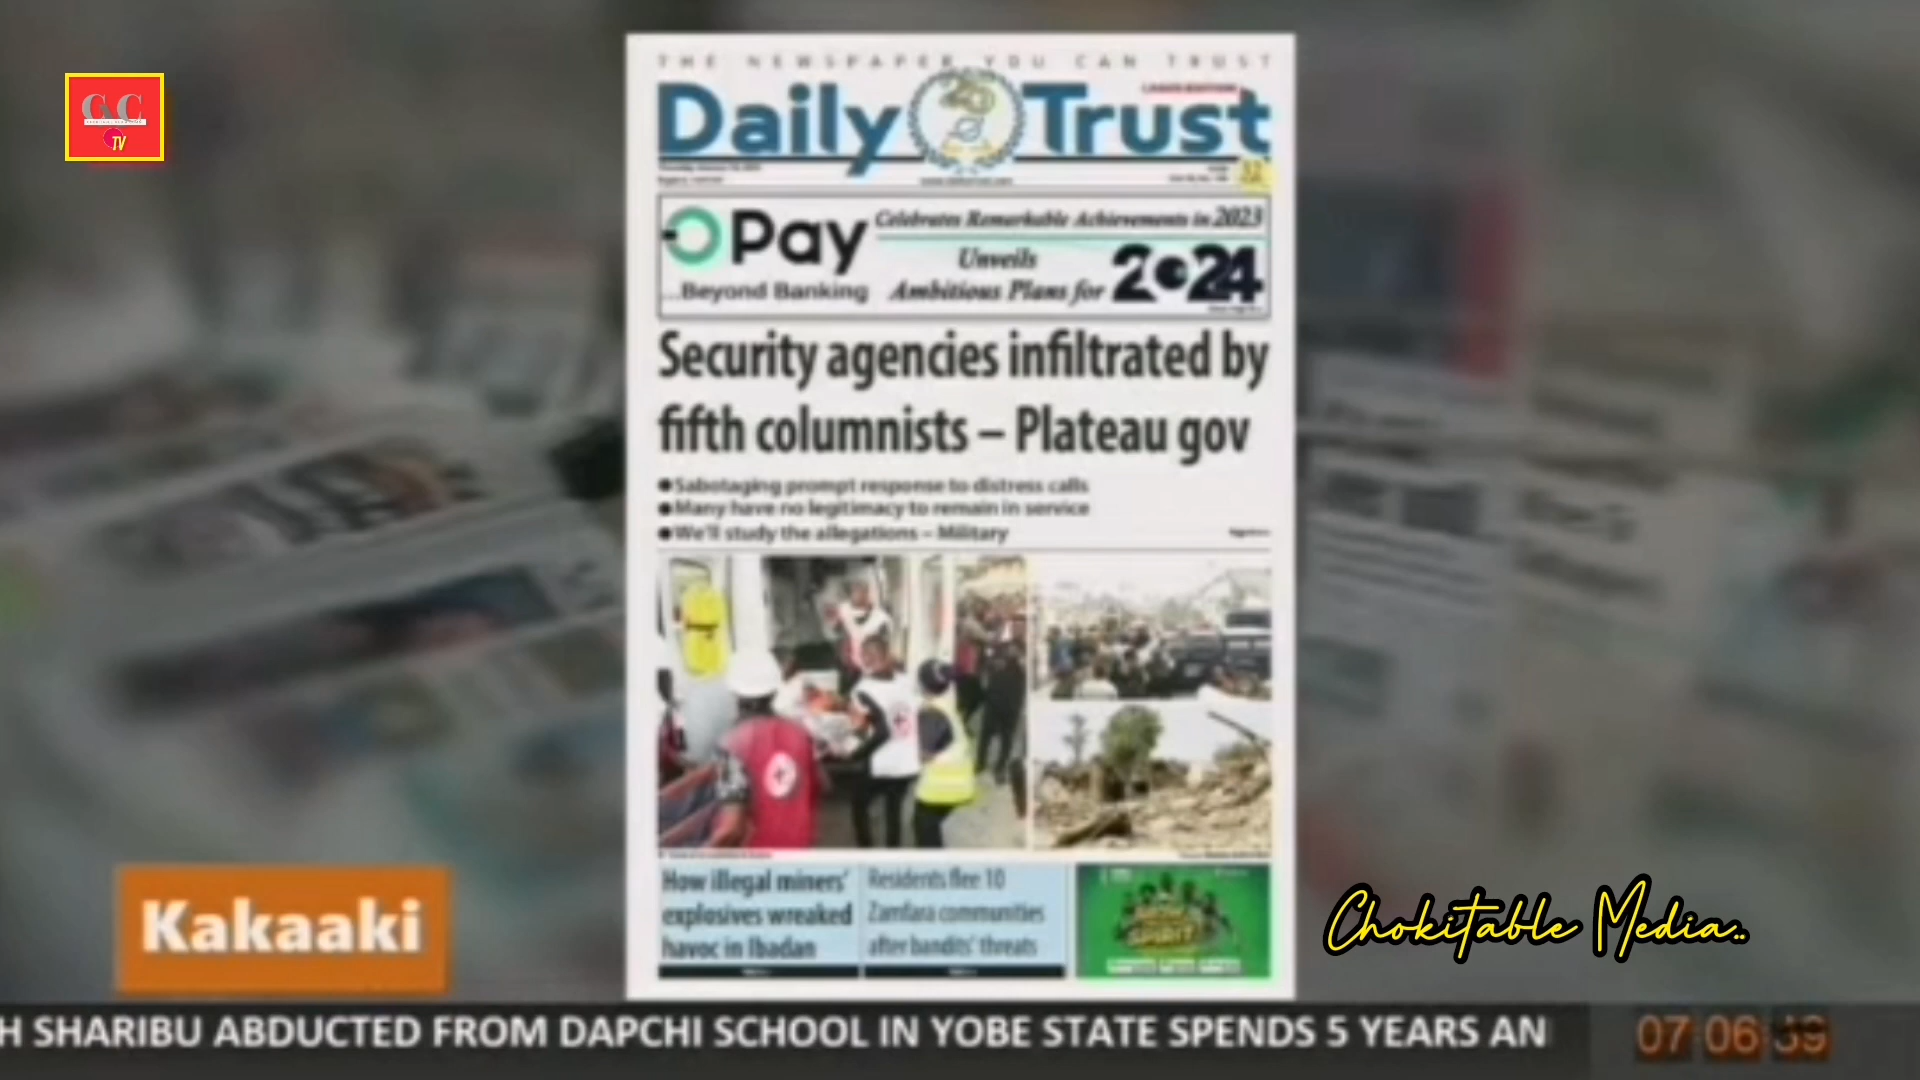 THE NEWSPAPER YOU CAN TRUST
Daily Trust
GC
TV
OPay
Celebrates Remarkable Achievements in 2023
Unveils
Ambitious Plans for 2024
...Beyond Banking
Security agencies infiltrated by
fifth columnists – Plateau gov
●Sabotaging prompt response to distress calls
●Many have no legitimacy to remain in service
●We'll study the allegations – Military
How illegal miners'
explosives wreaked
havoc in Ibadan
Residents flee 10
Zamfara communities
after bandits' threats
Kakaaki
Chokitable Media..
H SHARIBU ABDUCTED FROM DAPCHI SCHOOL IN YOBE STATE SPENDS 5 YEARS AN
07 06 39